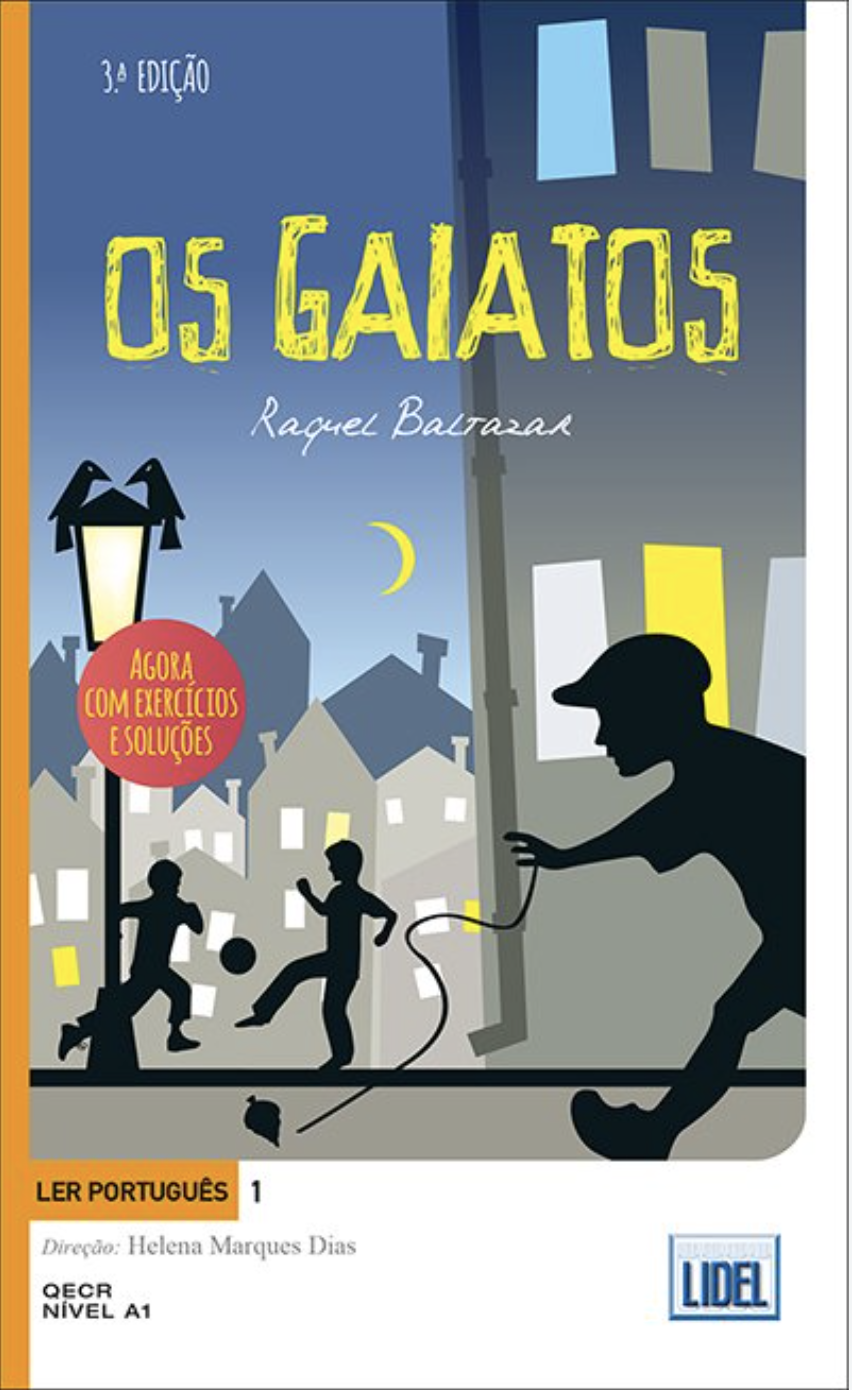 3.ª EDIÇÃO
OS GAIATOS
Raquel Baltazar
AGORA
COM EXERCÍCIOS
E SOLUÇÕES
LER PORTUGUÊS 1
Direção: Helena Marques Dias
QECR
NÍVEL A1
LIDEL